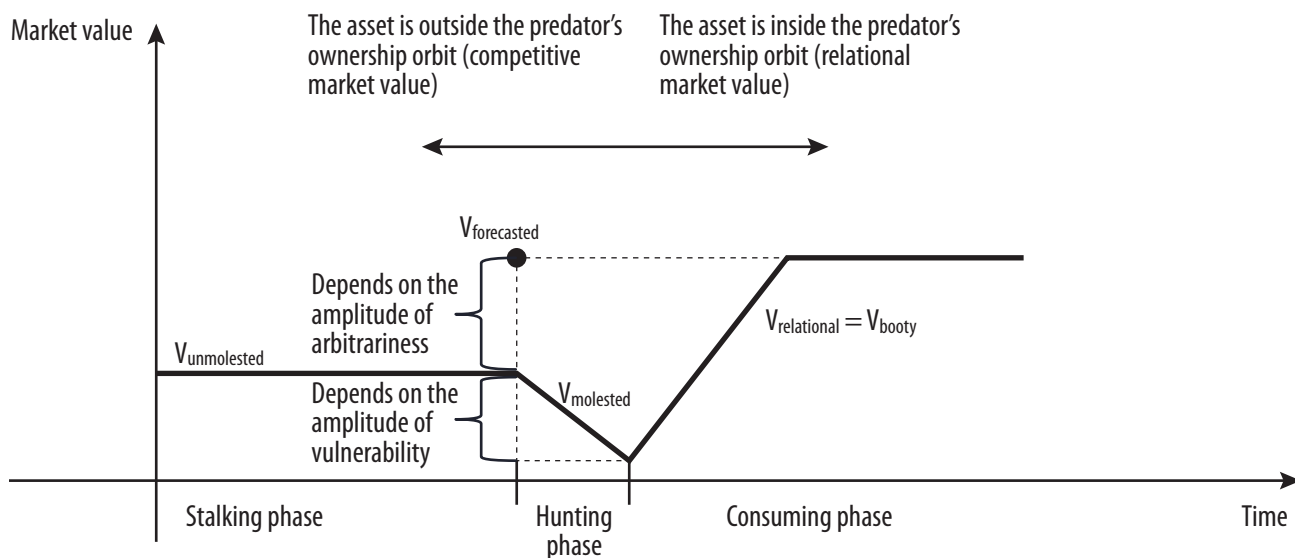 Market value
The asset is outside the predator’s
ownership orbit (competitive
market value)
The asset is inside the predator’s
ownership orbit (relational
market value)
Vforecasted
Depends on the
amplitude of
arbitrariness
Vrelational = Vbooty
Vunmolested
Depends on the
amplitude of
vulnerability
Vmolested
Stalking phase
Hunting
phase
Consuming phase
Time